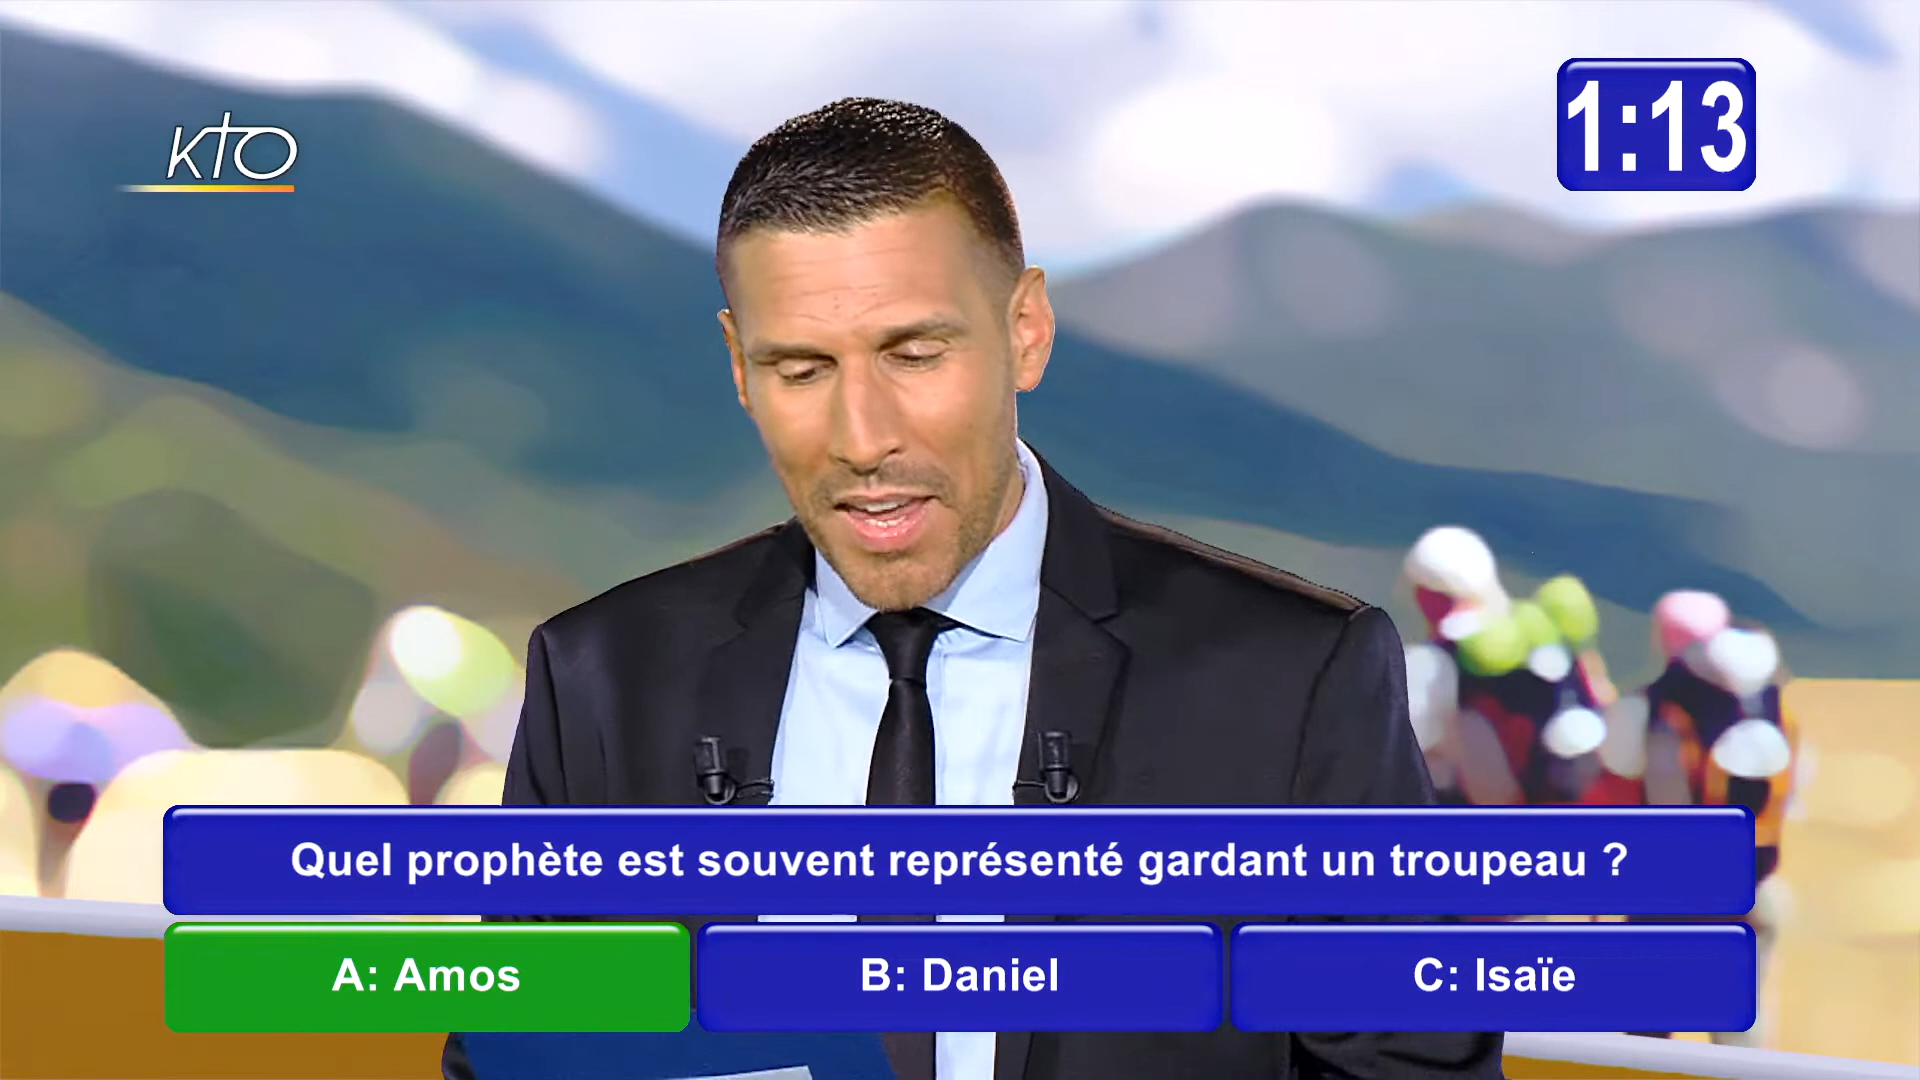 KTO
1:13
Quel prophète est souvent représenté gardant un troupeau ?
A: Amos
B: Daniel
C: Isaïe